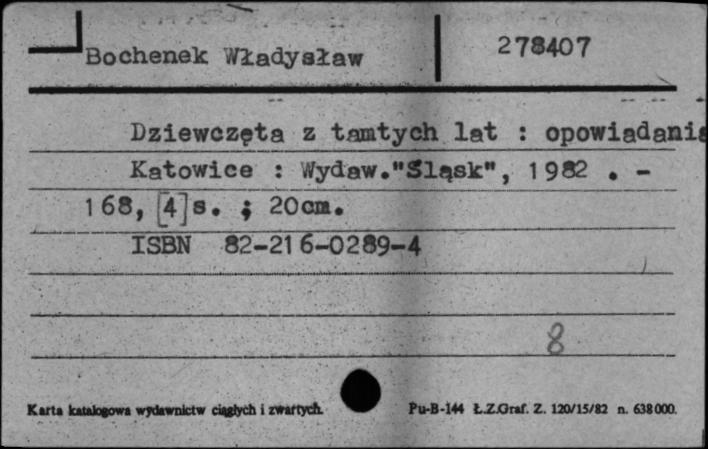 Bochenek Władysław 278407
Dziewczęta z tamtych lat : opowiadania
Katowice : Wydaw."Śląsk", 1982 . -
168, [4]s. ; 20cm.
ISBN 82-216-0289-4
8
Karta katalogowa wydawnictw ciągłych i zwartych.
Pu-B-144 Ł.Z.Graf. Z. 120/15/82 n. 638000.